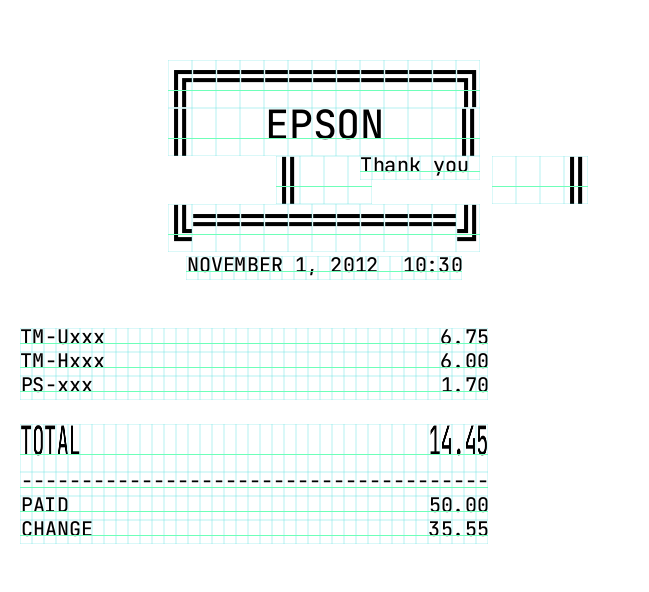 EPSON
Thank you
NOVEMBER 1, 2012  10:30
TM-Uxxx 6.75
TM-Hxxx 6.00
PS-xxx 1.70
TOTAL 14.45
---------------------------------------
PAID 50.00
CHANGE 35.55